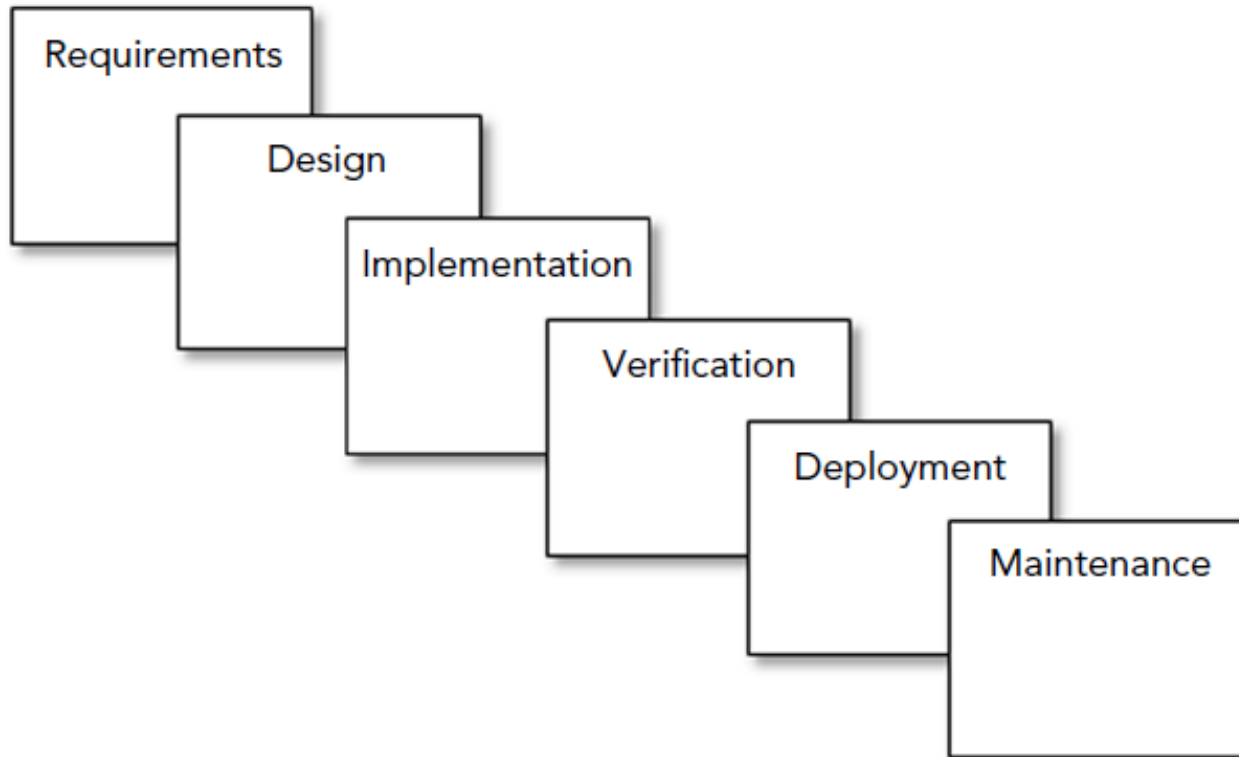 Requirements
Design
Implementation
Verification
Deployment
Maintenance